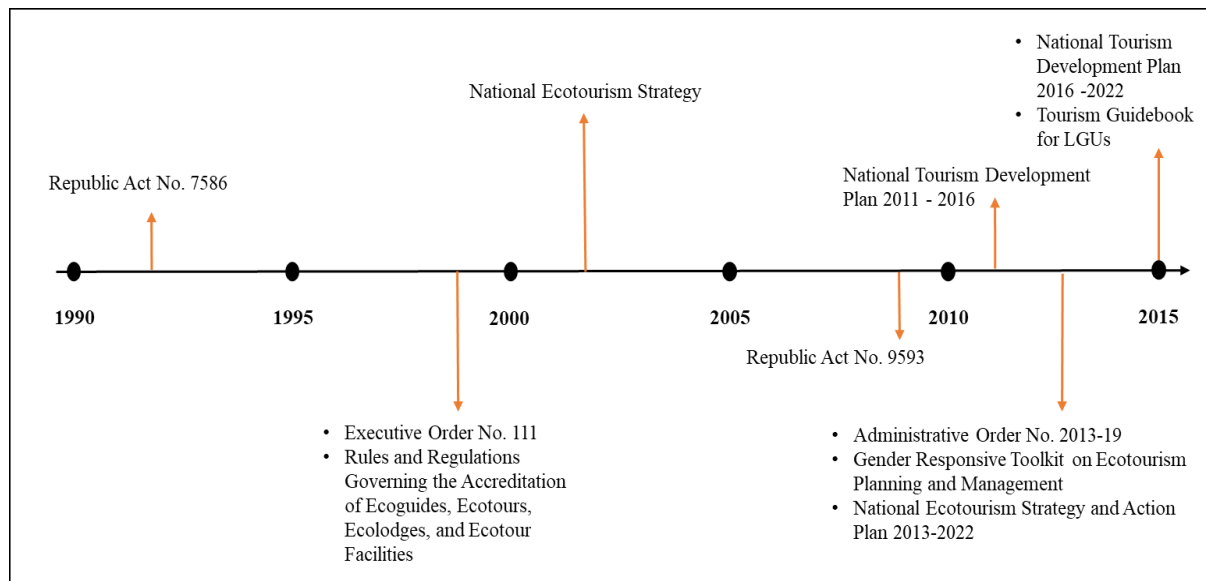 • National Tourism
Development Plan
2016 -2022
• Tourism Guidebook
for LGUs
National Ecotourism Strategy
National Tourism Development
Plan 2011 - 2016
Republic Act No. 7586
1990
1995
2000
2005
2010
2015
Republic Act No. 9593
• Executive Order No. 111
• Rules and Regulations
Governing the Accreditation
of Ecoguides, Ecotours,
Ecolodges, and Ecotour
Facilities
• Administrative Order No. 2013-19
• Gender Responsive Toolkit on Ecotourism
Planning and Management
• National Ecotourism Strategy and Action
Plan 2013-2022